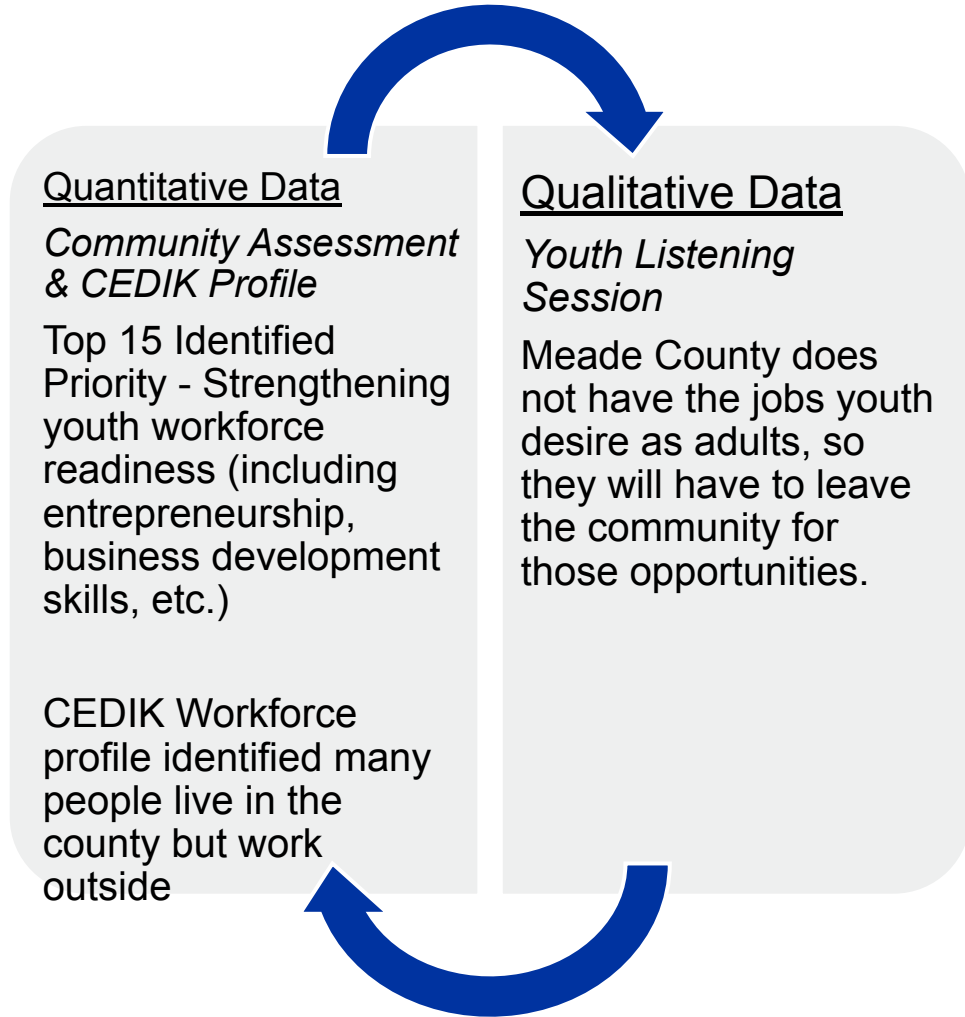 Quantitative Data
Community Assessment
& CEDIK Profile
Top 15 Identified
Priority - Strengthening
youth workforce
readiness (including
entrepreneurship,
business development
skills, etc.)
CEDIK Workforce
profile identified many
people live in the
county but work
outside
Qualitative Data
Youth Listening
Session
Meade County does
not have the jobs youth
desire as adults, so
they will have to leave
the community for
those opportunities.